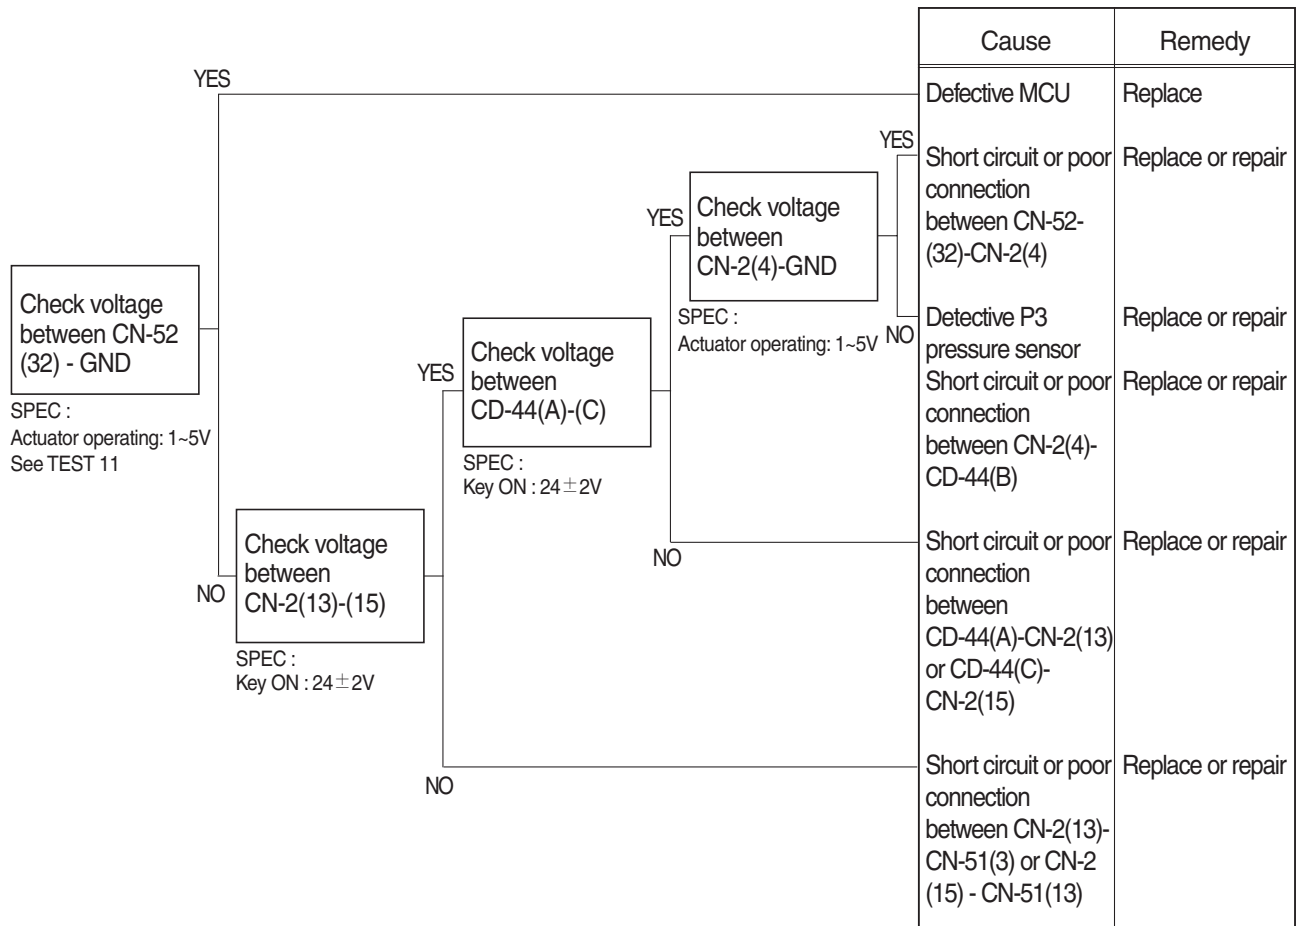 Cause
Remedy
YES
Defective MCU
Replace
YES
Short circuit or poor
connection
between CN-52-
(32)-CN-2(4)
Replace or repair
YES
Check voltage
between
CN-2(4)-GND
SPEC :
Actuator operating: 1~5V
NO
Detective P3
pressure sensor
Replace or repair
Short circuit or poor
connection
between CN-2(4)-
CD-44(B)
Replace or repair
Check voltage
between CN-52
(32) - GND
SPEC :
Actuator operating: 1~5V
See TEST 11
YES
Check voltage
between
CD-44(A)-(C)
SPEC :
Key ON : 24±2V
NO
Short circuit or poor
connection
between
CD-44(A)-CN-2(13)
or CD-44(C)-
CN-2(15)
Replace or repair
NO
Check voltage
between
CN-2(13)-(15)
SPEC :
Key ON : 24±2V
NO
Short circuit or poor
connection
between CN-2(13)-
CN-51(3) or CN-2
(15) - CN-51(13)
Replace or repair